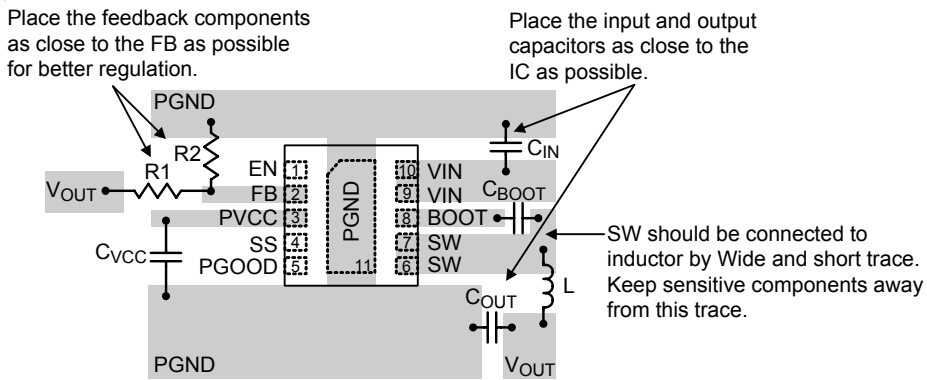 Place the feedback components
as close to the FB as possible
for better regulation.
Place the input and output
capacitors as close to the
IC as possible.
PGND
R2
R1
VOUT
CIN
EN 1
FB 2
PVCC 3
SS 4
PGOOD 5
PGND
11
10 VIN
9 VIN
8 BOOT
7 SW
6 SW
CBOOT
CVCC
SW should be connected to
inductor by Wide and short trace.
Keep sensitive components away
from this trace.
L
COUT
PGND
VOUT